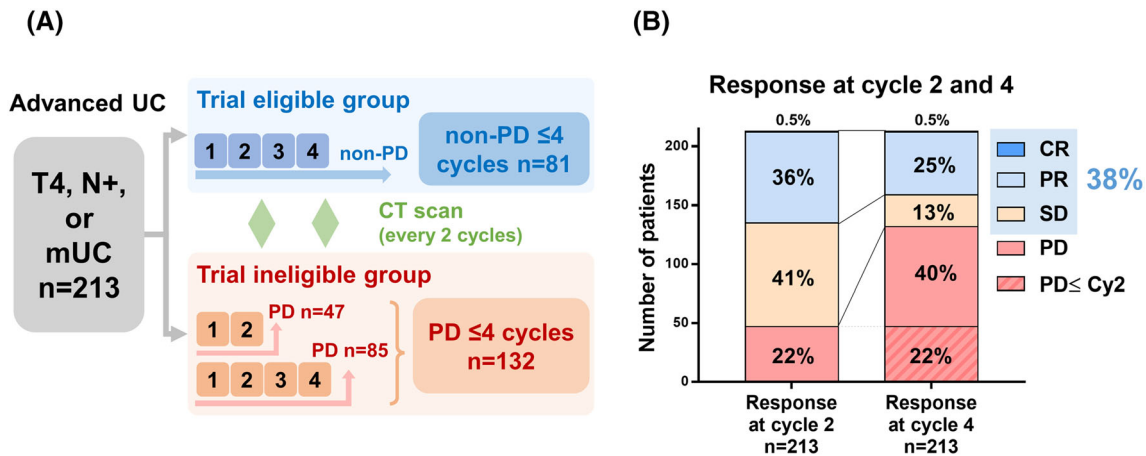 (A)
Advanced UC
T4, N+,
or
mUC
n=213
Trial eligible group
1 2 3 4
non-PD
non-PD ≤4
cycles n=81
CT scan
(every 2 cycles)
Trial ineligible group
1 2
PD n=47
1 2 3 4
PD n=85
PD ≤4 cycles
n=132
(B)
Response at cycle 2 and 4
Number of patients
200
150
100
50
0
0.5%
36%
41%
22%
0.5%
25%
13%
40%
22%
Response
at cycle 2
n=213
Response
at cycle 4
n=213
CR
PR
SD
PD
PD≤ Cy2
38%